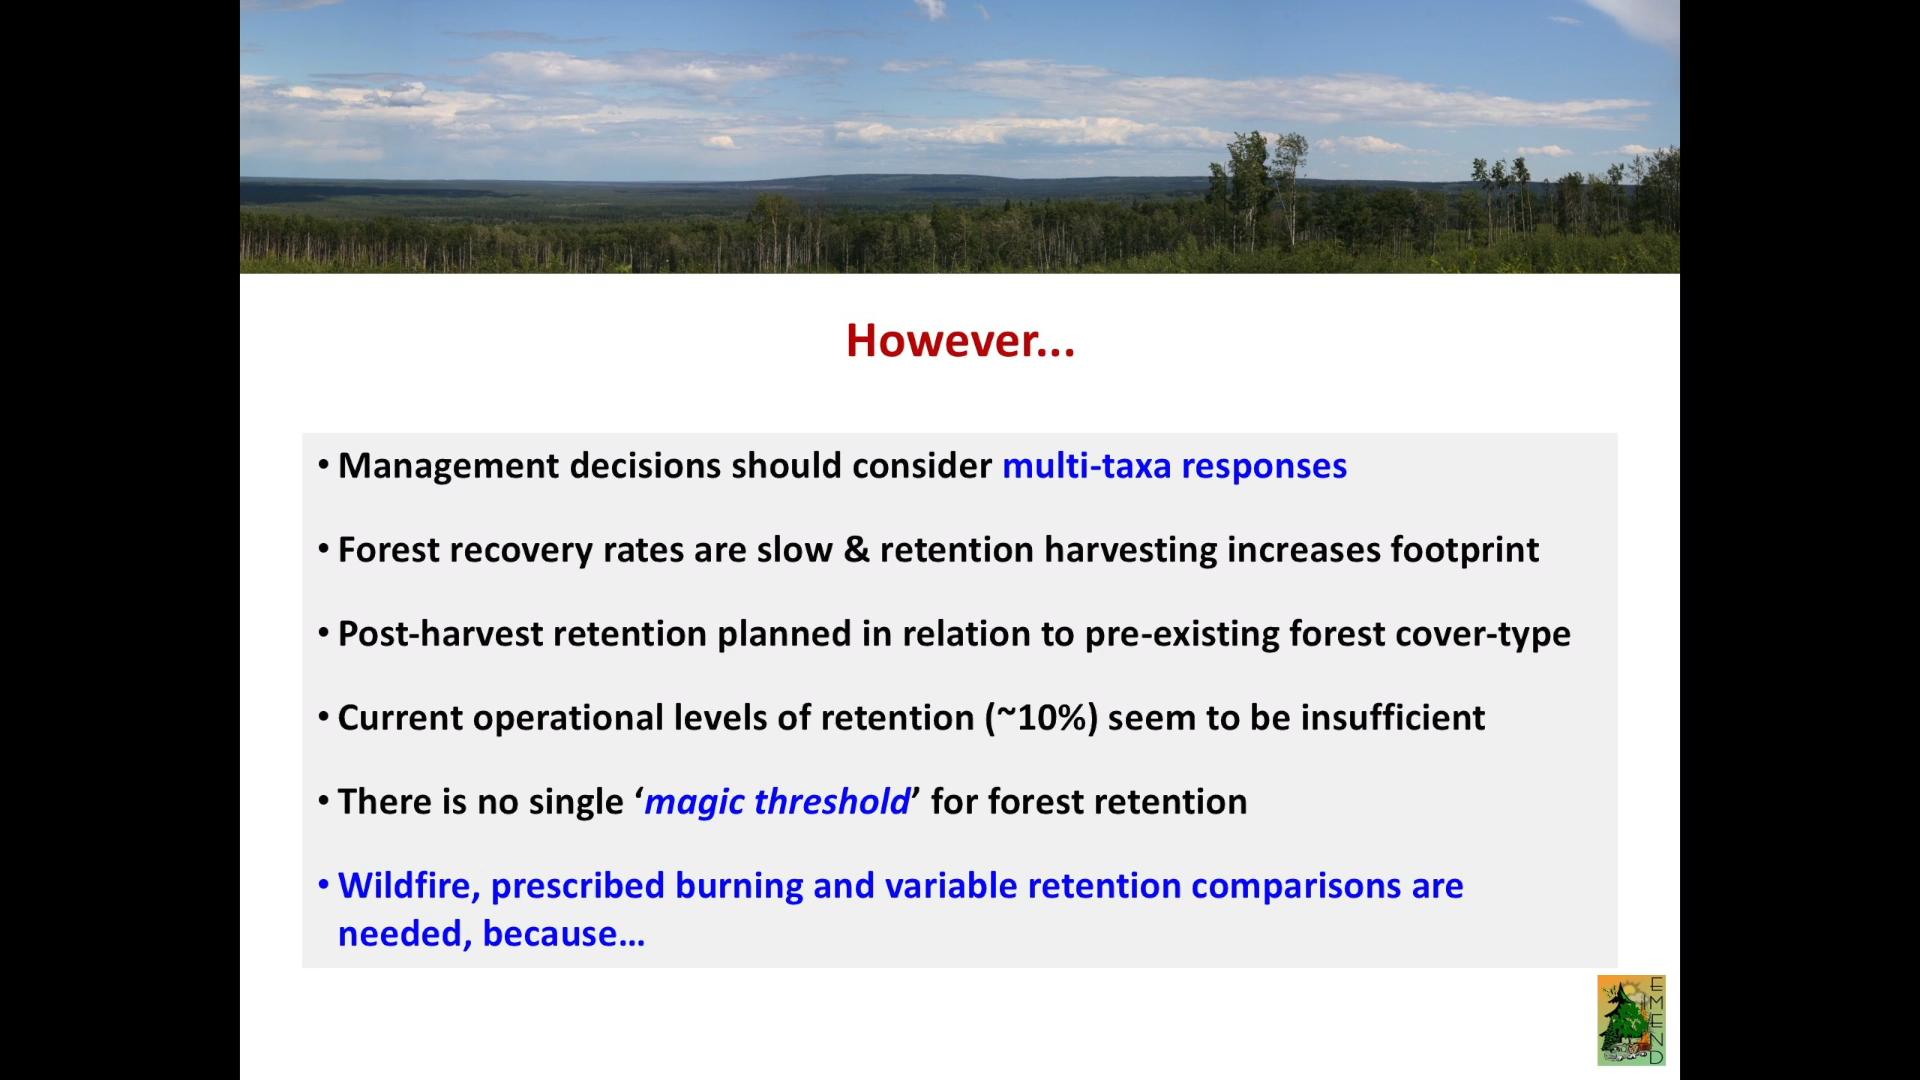 However...
• Management decisions should consider multi-taxa responses
• Forest recovery rates are slow & retention harvesting increases footprint
• Post-harvest retention planned in relation to pre-existing forest cover-type
• Current operational levels of retention (~10%) seem to be insufficient
• There is no single ‘magic threshold’ for forest retention
• Wildfire, prescribed burning and variable retention comparisons are
needed, because...
EMEND